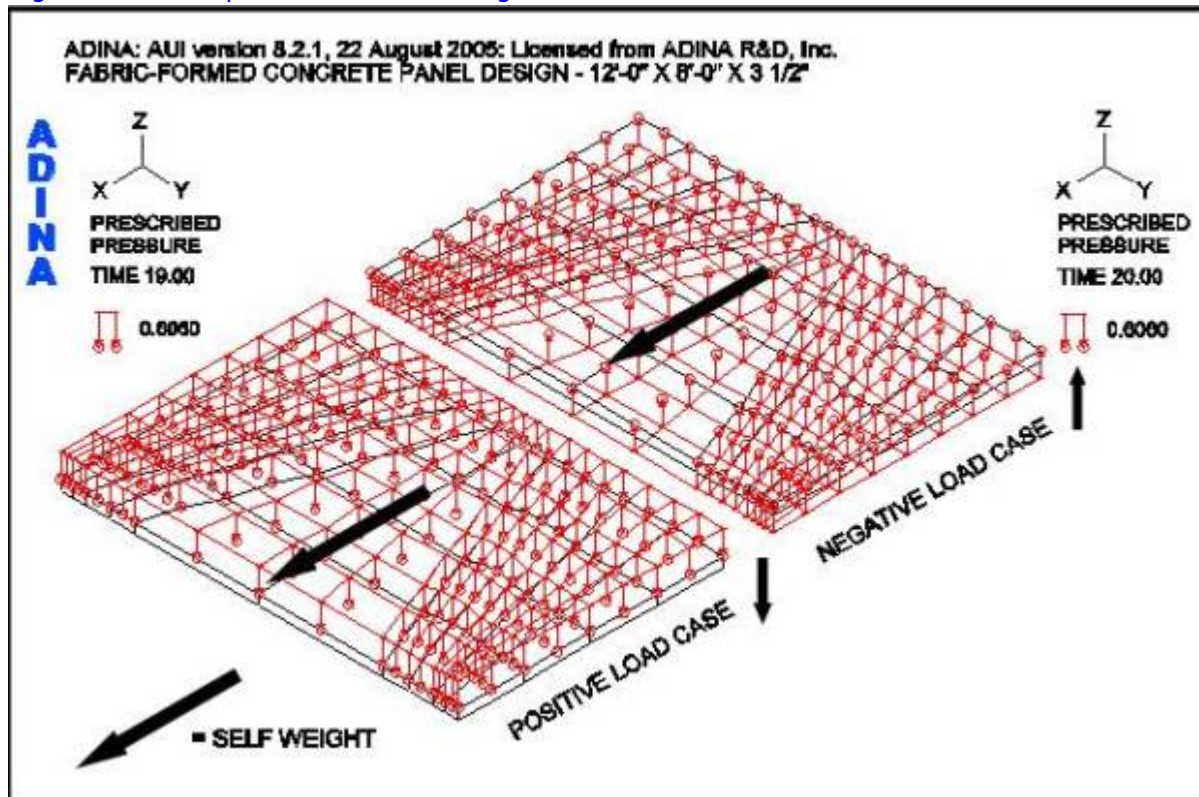 ADINA: AUI version 8.2.1, 22 August 2005: Licensed from ADINA R&D, Inc.
FABRIC-FORMED CONCRETE PANEL DESIGN - 12'-0" X 8'-0" X 3 1/2"
ADINA
Z
X Y
PRESCRIBED
PRESSURE
TIME 19.00
0.6060
Z
X Y
PRESCRIBED
PRESSURE
TIME 20.00
0.6060
NEGATIVE LOAD CASE
POSITIVE LOAD CASE
= SELF WEIGHT